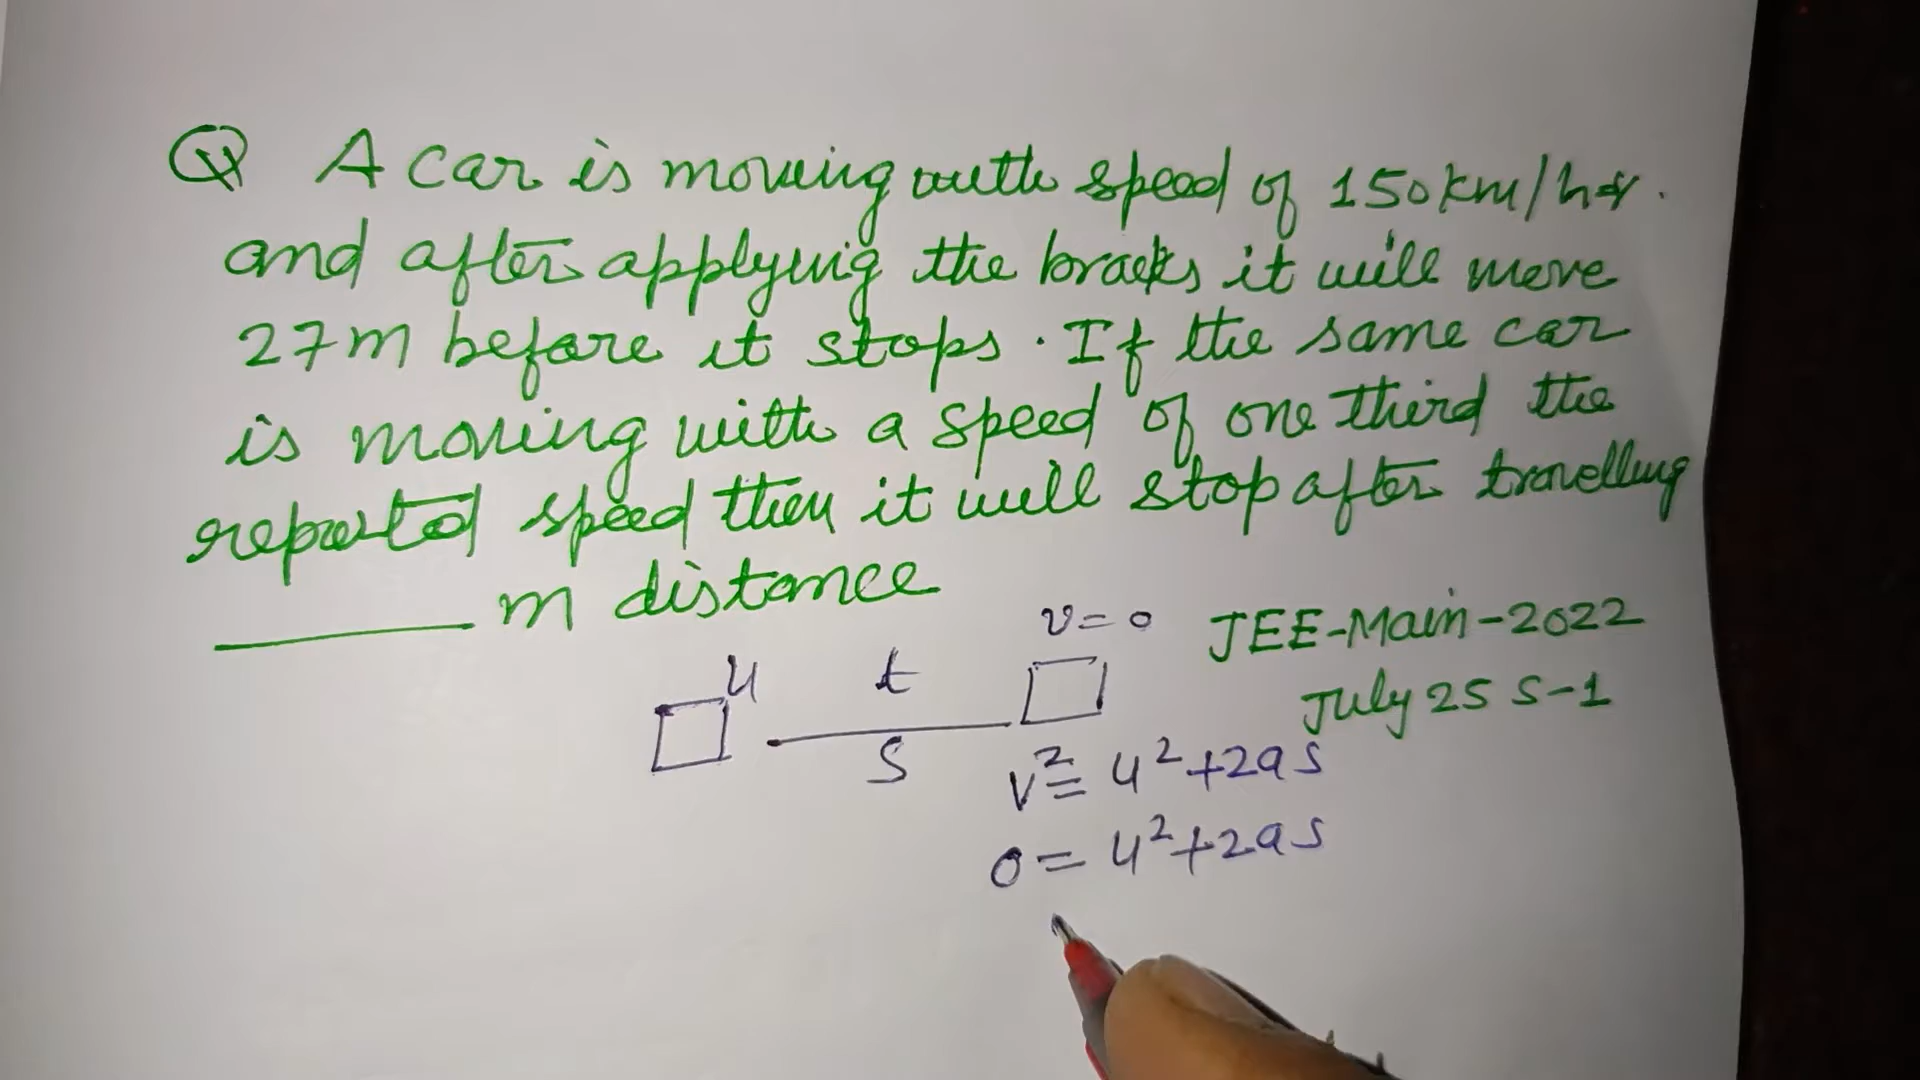 Q A car is moving with speed of 150km/hr.
and after applying the bracks it will move
27m before it stops. If the same car
is moving with a speed of one third the
reported speed then it will stop after travelling
_____ m distance
v=0
JEE-Main-2022
July 25 S-1
u
t
S
v²= u²+2as
0= u²+2as